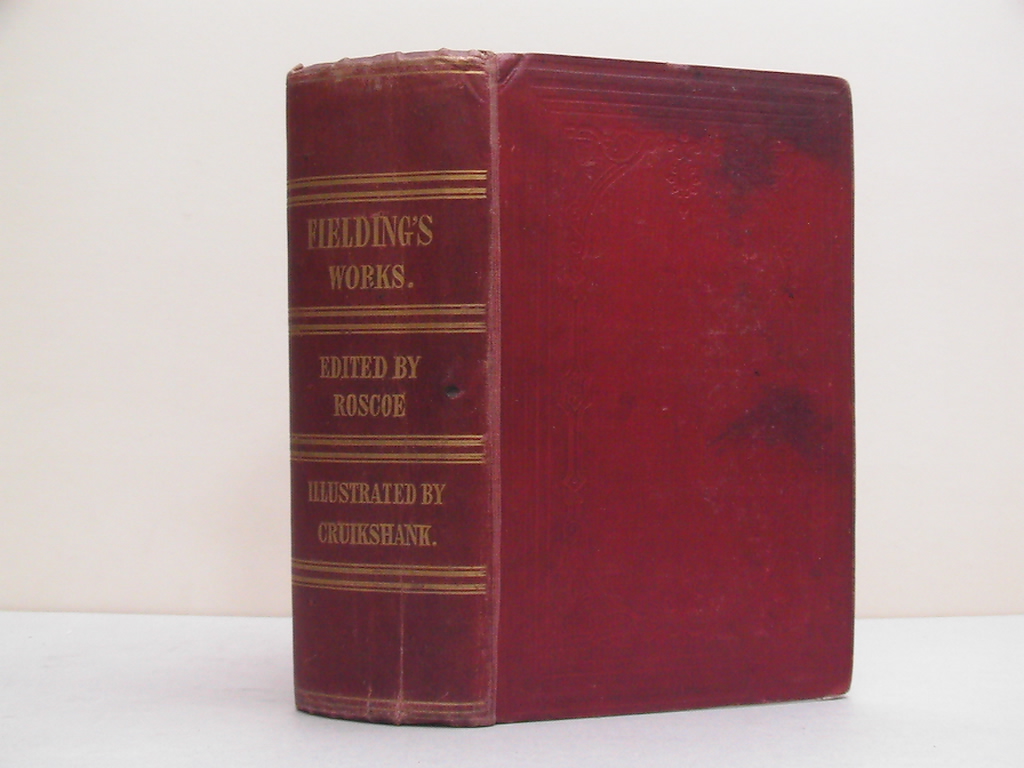 FIELDING'S
WORKS.
EDITED BY
ROSCOE
ILLUSTRATED BY
CRUIKSHANK.